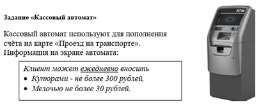 Задание «Кассовый автомат»
Кассовый автомат используют для пополнения
счёта на карте «Проезд на транспорте».
Информация на экране автомата:
Клиент может ежедневно вносить
• Купюрами - не более 300 рублей,
• Мелочью не более 30 рублей.